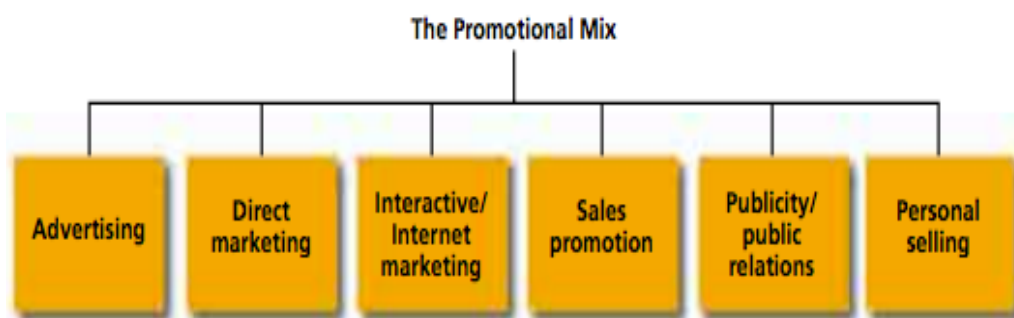 The Promotional Mix
Advertising
Direct
marketing
Interactive/
Internet
marketing
Sales
promotion
Publicity/
public
relations
Personal
selling